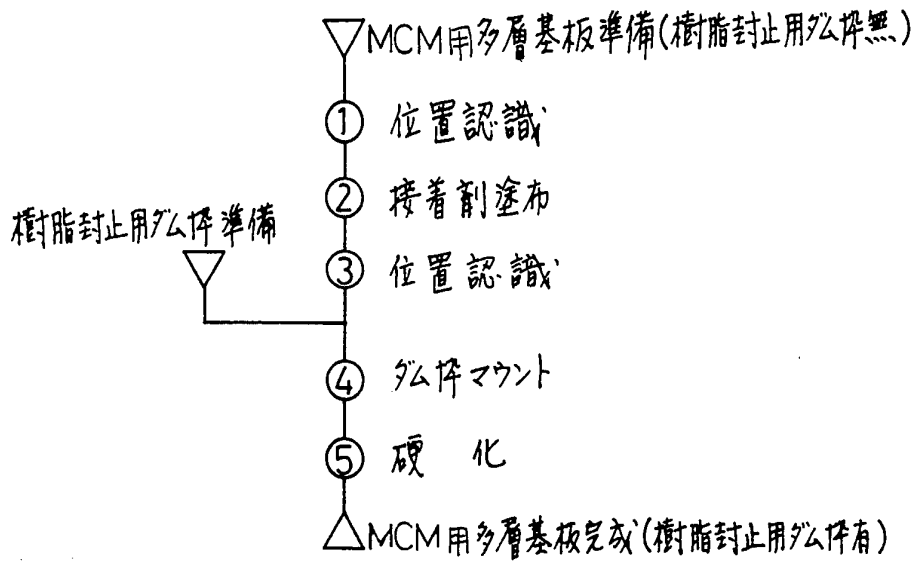 MCM用多層基板準備(樹脂封止用ダム枠無)
① 位置認識
② 接着剤塗布
樹脂封止用ダム枠準備
③ 位置認識
④ ダム枠マウント
⑤ 硬化
MCM用多層基板完成(樹脂封止用ダム枠有)